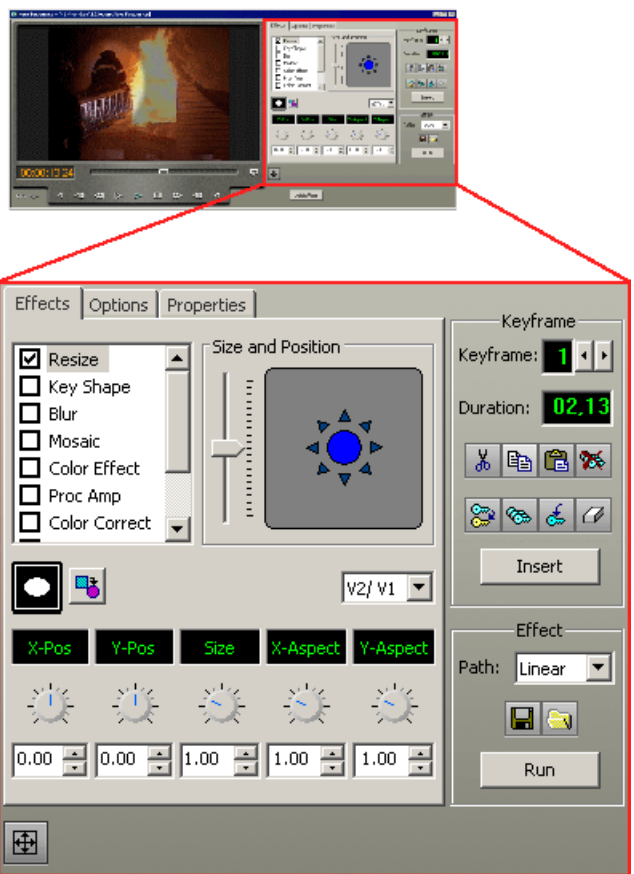 00:00:13:24
Effects Options Properties
Resize
Key Shape
Blur
Mosaic
Color Effect
Proc Amp
Color Correct
Size and Position
V2/ V1
X-Pos Y-Pos Size X-Aspect Y-Aspect
0.00 0.00 1.00 1.00 1.00
Keyframe
Keyframe: 1
Duration: 02,13
Insert
Effect
Path: Linear
Run